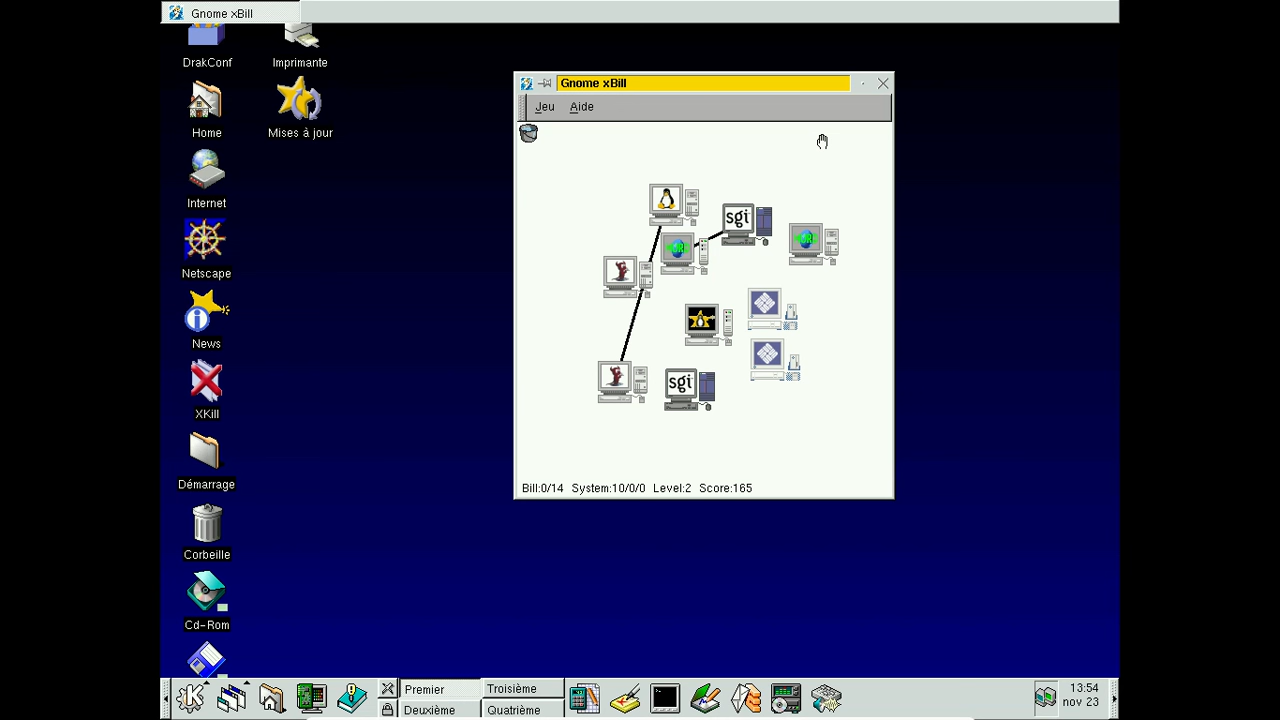 Gnome xBill
DrakConf
Imprimante
Home
Mises à jour
Internet
Netscape
News
XKill
Démarrage
Corbeille
Cd-Rom
Gnome xBill
Jeu Aide
sgi
sgi
Bill:0/14 System:10/0/0 Level:2 Score:165
Premier Troisième
Deuxième Quatrième
13:54
nov 23